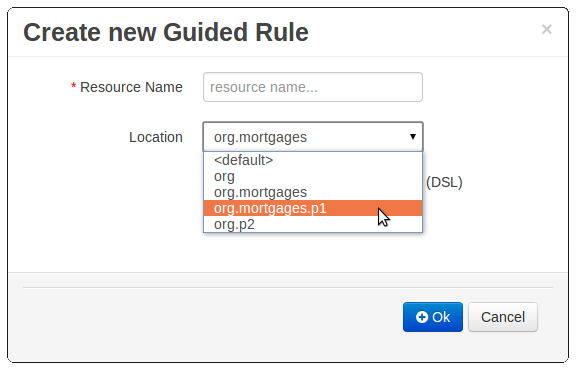 Create new Guided Rule ×
* Resource Name resource name...
Location org.mortgages
<default>
org
(DSL)
org.mortgages
org.mortgages.p1
org.p2
Ok Cancel